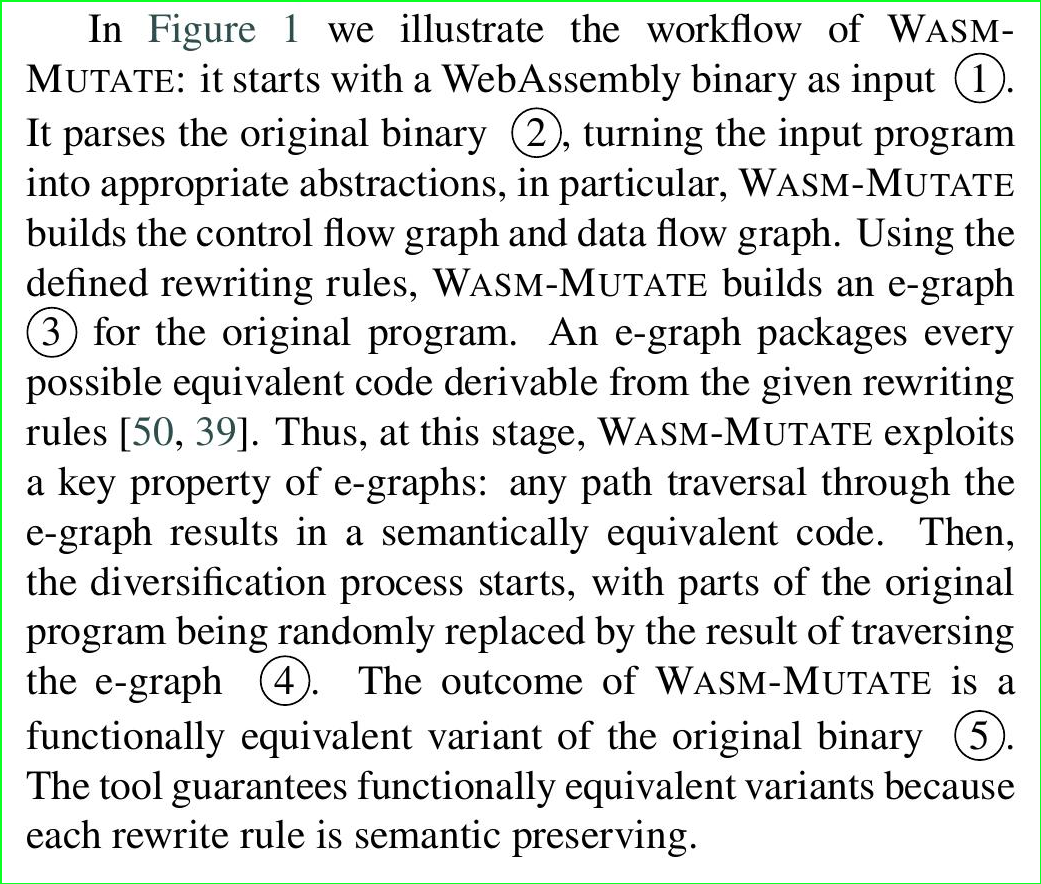 In Figure 1 we illustrate the workflow of WASM-
MUTATE: it starts with a WebAssembly binary as input ①.
It parses the original binary ②, turning the input program
into appropriate abstractions, in particular, WASM-MUTATE
builds the control flow graph and data flow graph. Using the
defined rewriting rules, WASM-MUTATE builds an e-graph
③ for the original program. An e-graph packages every
possible equivalent code derivable from the given rewriting
rules [50, 39]. Thus, at this stage, WASM-MUTATE exploits
a key property of e-graphs: any path traversal through the
e-graph results in a semantically equivalent code. Then,
the diversification process starts, with parts of the original
program being randomly replaced by the result of traversing
the e-graph ④. The outcome of WASM-MUTATE is a
functionally equivalent variant of the original binary ⑤.
The tool guarantees functionally equivalent variants because
each rewrite rule is semantic preserving.